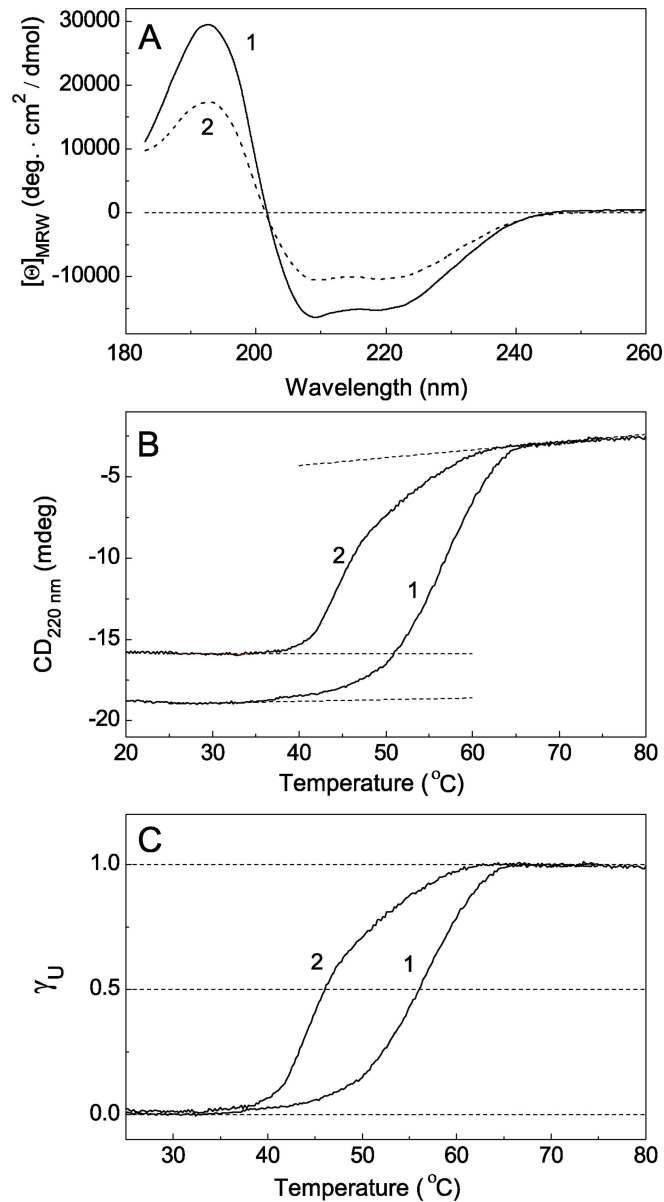 A
[Θ]MRW (deg. · cm² / dmol)
30000
20000
10000
0
-10000
1
2
180 200 220 240 260
Wavelength (nm)
B
CD220 nm (mdeg)
-5
-10
-15
-20
2
1
20 30 40 50 60 70 80
Temperature (°C)
C
γU
1.0
0.5
0.0
2
1
30 40 50 60 70 80
Temperature (°C)